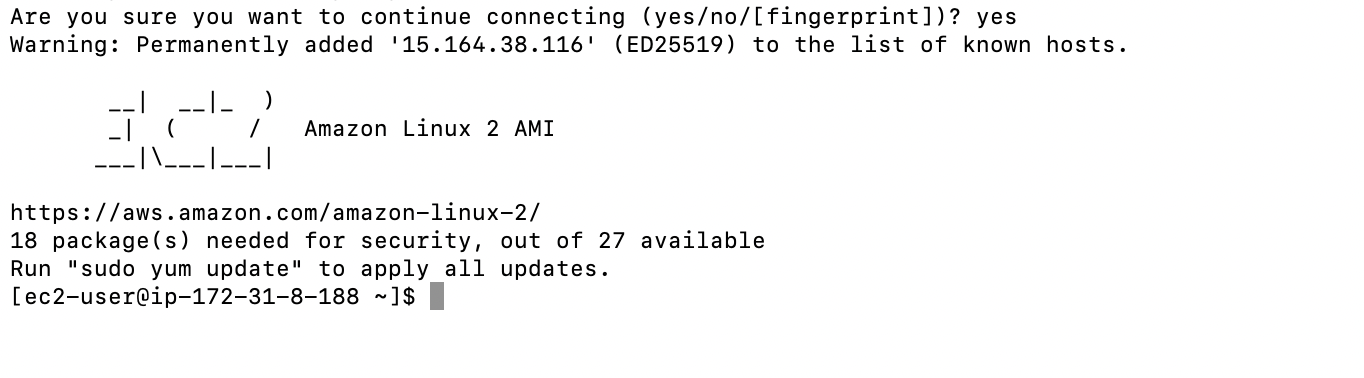 Are you sure you want to continue connecting (yes/no/[fingerprint])? yes
Warning: Permanently added '15.164.38.116' (ED25519) to the list of known hosts.

       __|  __|_  )
       _|  (     /   Amazon Linux 2 AMI
      ___|\___|___|

https://aws.amazon.com/amazon-linux-2/
18 package(s) needed for security, out of 27 available
Run "sudo yum update" to apply all updates.
[ec2-user@ip-172-31-8-188 ~]$